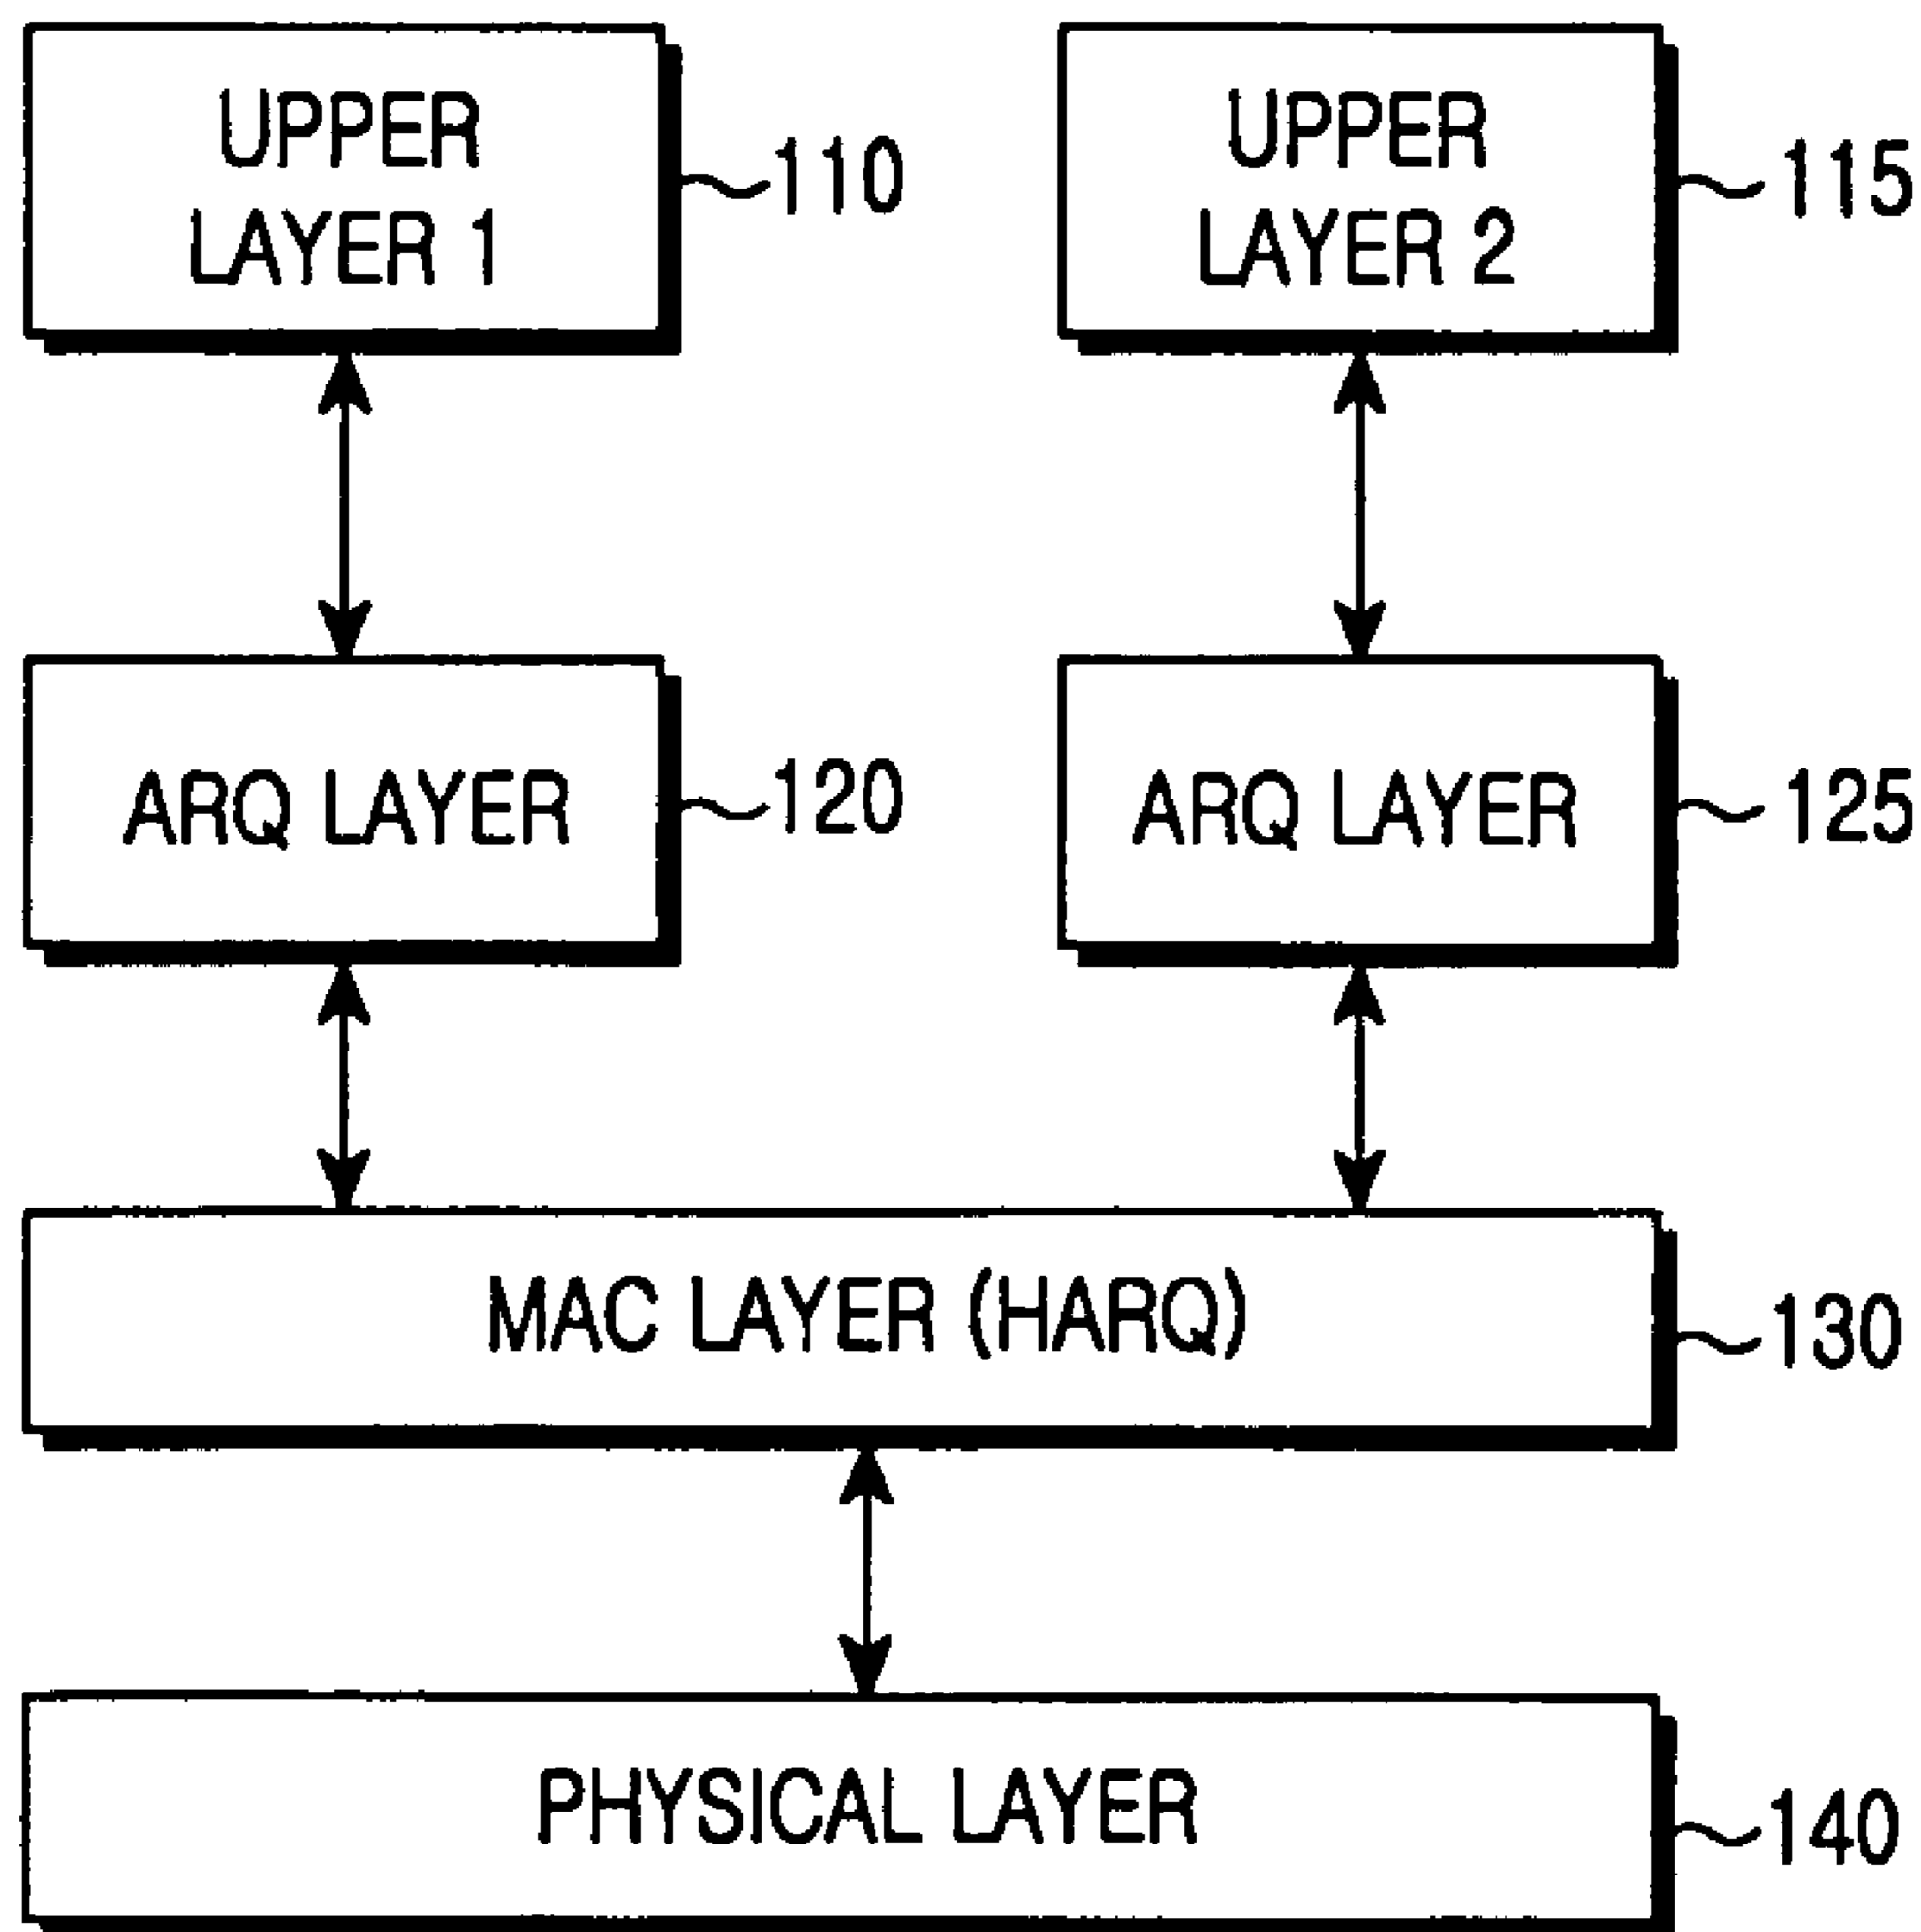 UPPER
LAYER 1
110
UPPER
LAYER 2
115
ARQ LAYER
120
ARQ LAYER
125
MAC LAYER (HARQ)
130
PHYSICAL LAYER
140